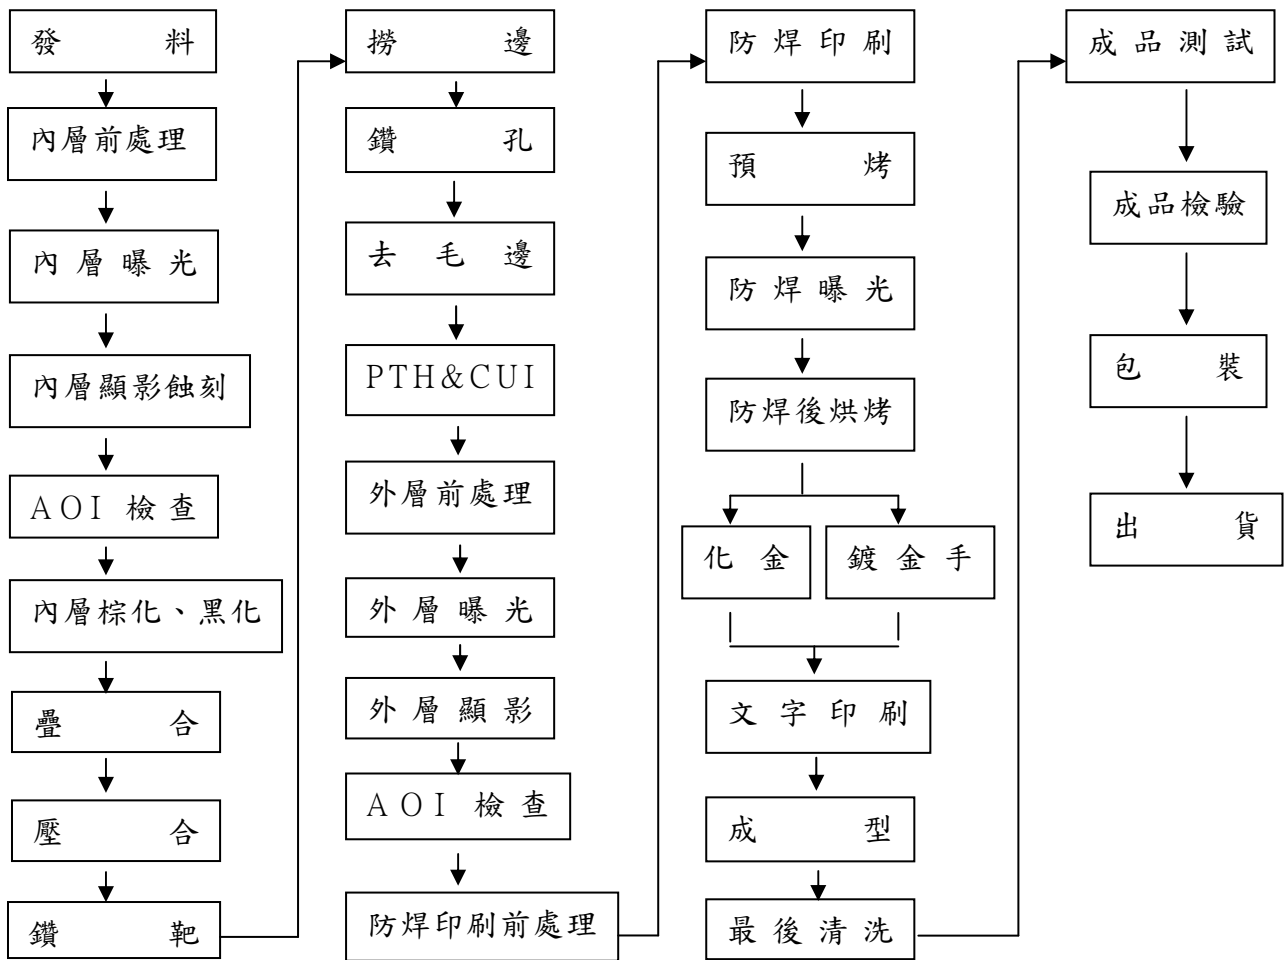 發料
內層前處理
內層曝光
內層顯影蝕刻
AOI 檢查
內層棕化、黑化
疊合
壓合
鑽靶
撈邊
鑽孔
去毛邊
PTH&CUI
外層前處理
外層曝光
外層顯影
AOI 檢查
防焊印刷前處理
防焊印刷
預烤
防焊曝光
防焊後烘烤
化金
鍍金手
文字印刷
成型
最後清洗
成品測試
成品檢驗
包裝
出貨